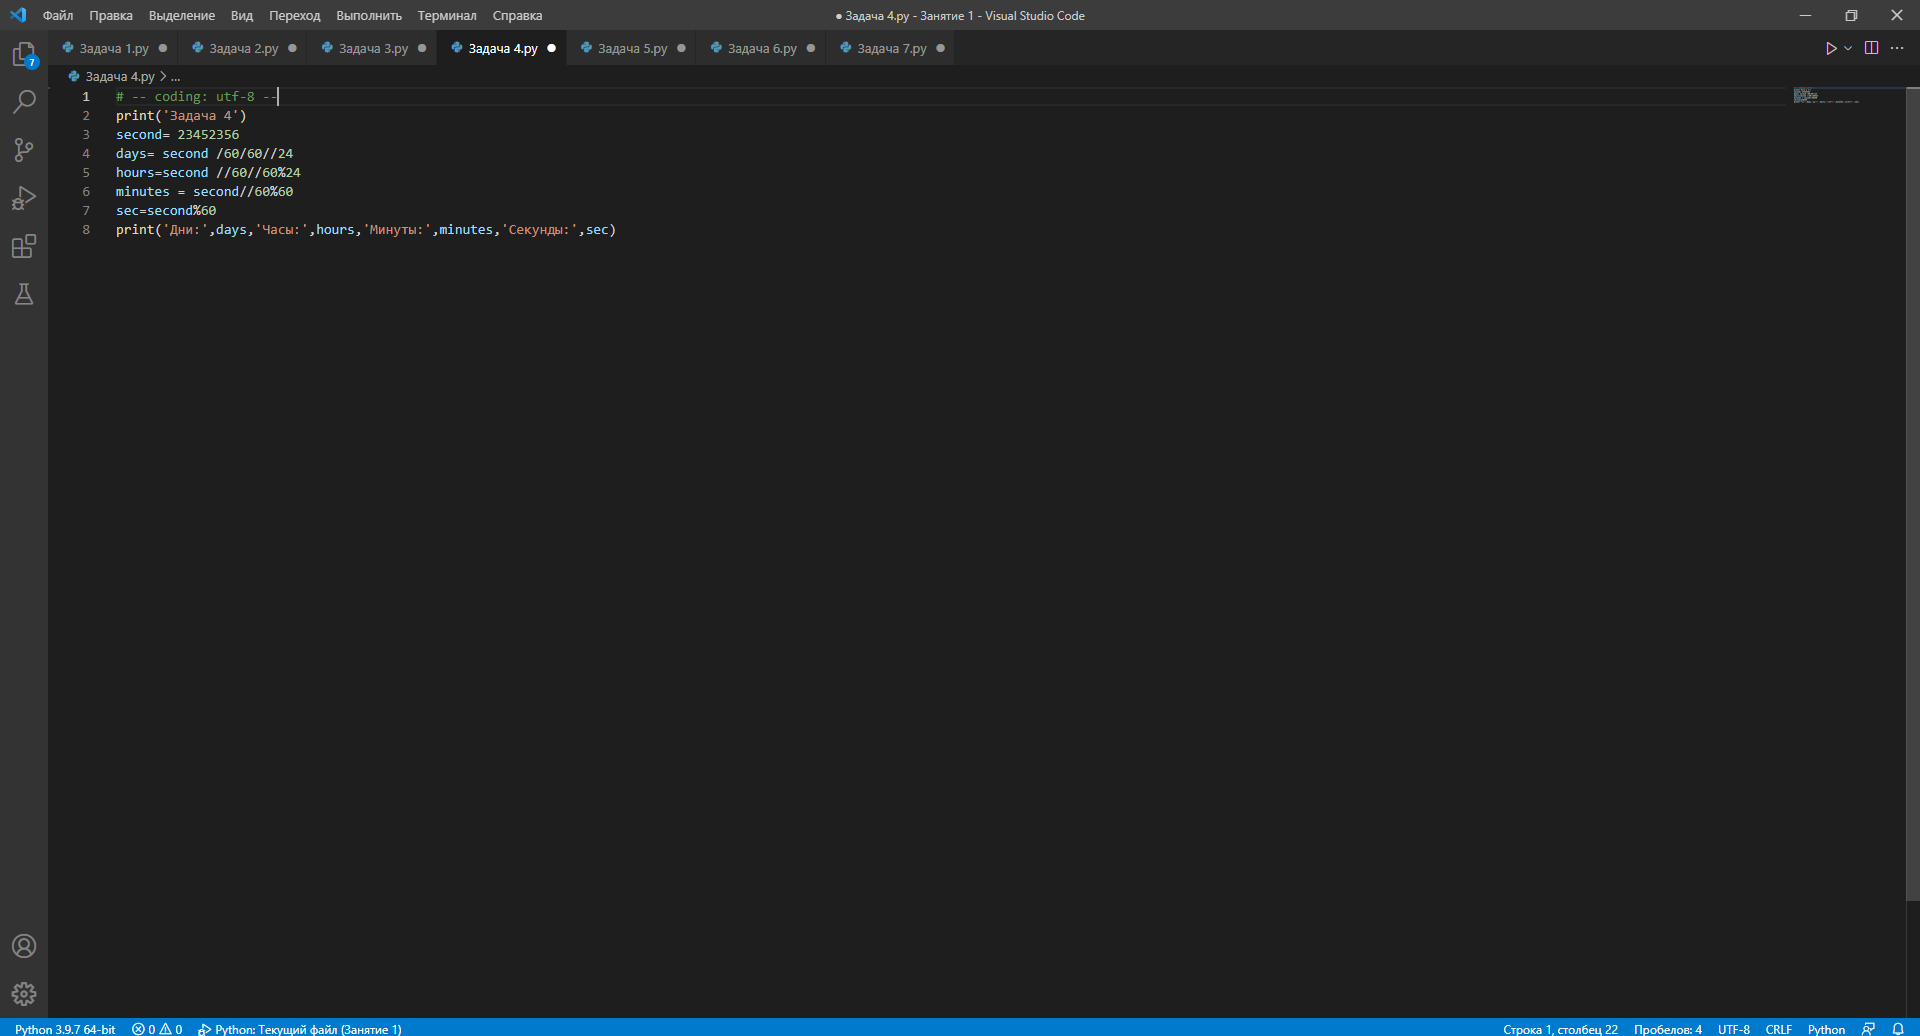 Файл Правка Выделение Вид Переход Выполнить Терминал Справка
● Задача 4.py - Занятие 1 - Visual Studio Code
Задача 1.py Задача 2.py Задача 3.py Задача 4.py Задача 5.py Задача 6.py Задача 7.py
7
Задача 4.py > ...
1 # -- coding: utf-8 --
2 print('Задача 4')
3 second= 23452356
4 days= second /60/60//24
5 hours=second //60//60%24
6 minutes = second//60%60
7 sec=second%60
8 print('Дни:',days,'Часы:',hours,'Минуты:',minutes,'Секунды:',sec)
Python 3.9.7 64-bit 0 0 Python: Текущий файл (Занятие 1) Строка 1, столбец 22 Пробелов: 4 UTF-8 CRLF Python